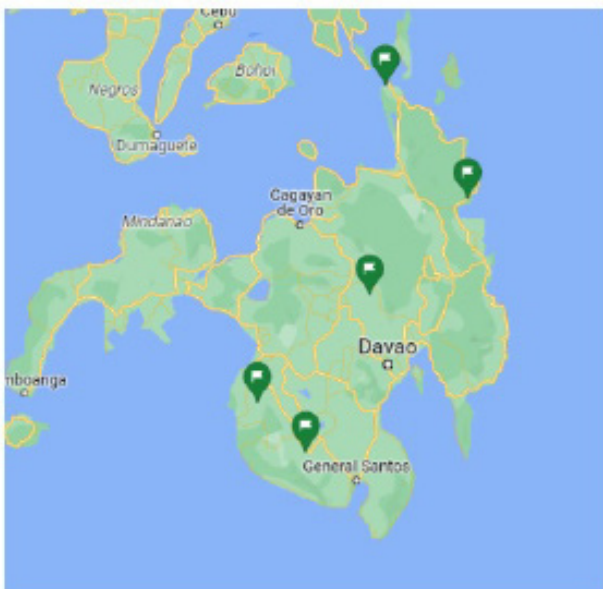 Cebu
Bohol
Negros
Dumaguete
Cagayan
de Oro
Mindanao
Davao
mboanga
General Santos